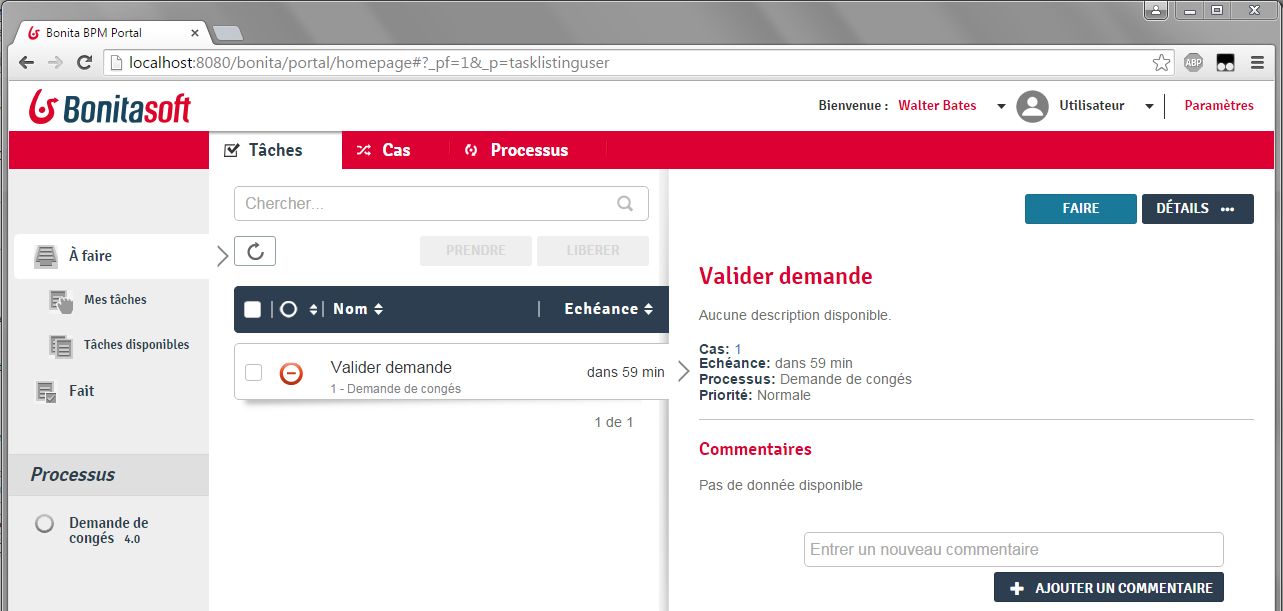 Bonita BPM Portal
localhost:8080/bonita/portal/homepage#?_pf=1&_p=tasklistinguser
ABP
Bonitasoft
Bienvenue : Walter Bates
Utilisateur
Paramètres
Tâches
Cas
Processus
Chercher...
FAIRE
DÉTAILS •••
À faire
PRENDRE
LIBERER
Mes tâches
Tâches disponibles
Fait
Processus
Demande de
congés 4.0
Nom
Echéance
Valider demande
dans 59 min
1 - Demande de congés
1 de 1
Valider demande
Aucune description disponible.
Cas: 1
Echéance: dans 59 min
Processus: Demande de congés
Priorité: Normale
Commentaires
Pas de donnée disponible
Entrer un nouveau commentaire
AJOUTER UN COMMENTAIRE